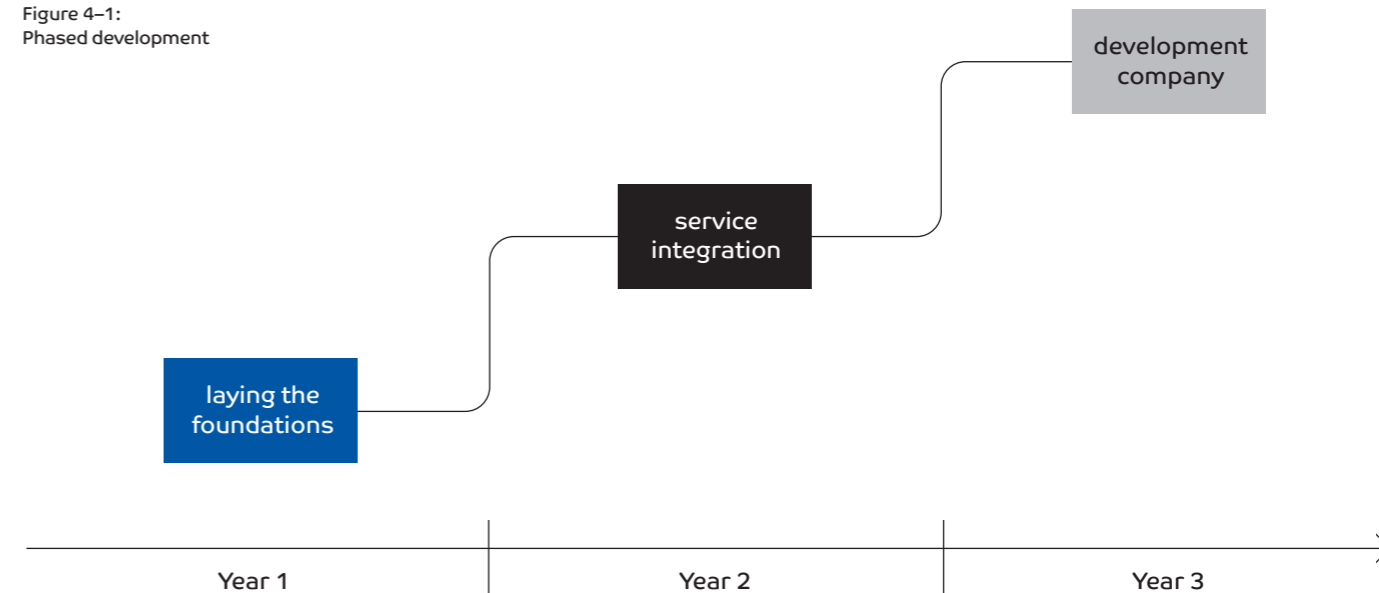 Figure 4–1:
Phased development
development
company
service
integration
laying the
foundations
Year 1
Year 2
Year 3